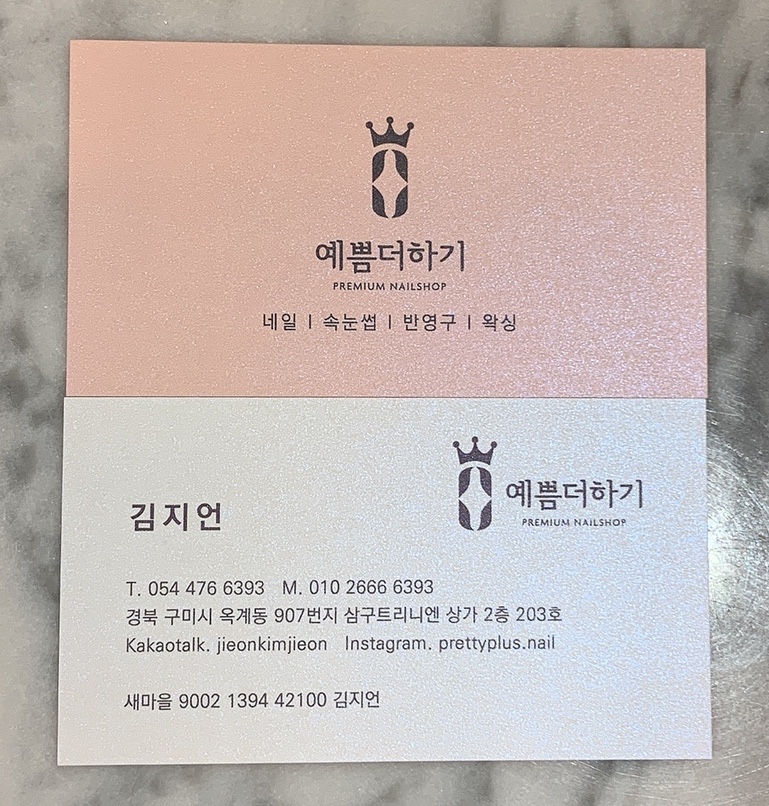 예쁨더하기
PREMIUM NAILSHOP
네일 | 속눈썹 | 반영구 | 왁싱
예쁨더하기
PREMIUM NAILSHOP
김지언
T. 054 476 6393 M. 010 2666 6393
경북 구미시 옥계동 907번지 삼구트리니엔 상가 2층 203호
Kakaotalk. jieonkimjieon Instagram. prettyplus.nail
새마을 9002 1394 42100 김지언